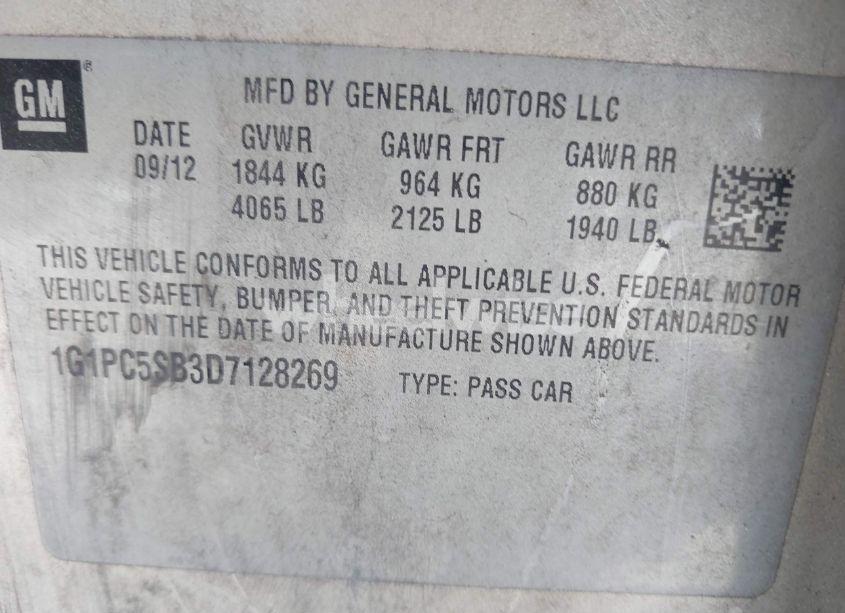 GM®
MFD BY GENERAL MOTORS LLC
DATE GVWR GAWR FRT GAWR RR
09/12 1844 KG 964 KG 880 KG
4065 LB 2125 LB 1940 LB
THIS VEHICLE CONFORMS TO ALL APPLICABLE U.S. FEDERAL MOTOR
VEHICLE SAFETY, BUMPER, AND THEFT PREVENTION STANDARDS IN
EFFECT ON THE DATE OF MANUFACTURE SHOWN ABOVE.
1G1PC5SB3D7128269 TYPE: PASS CAR